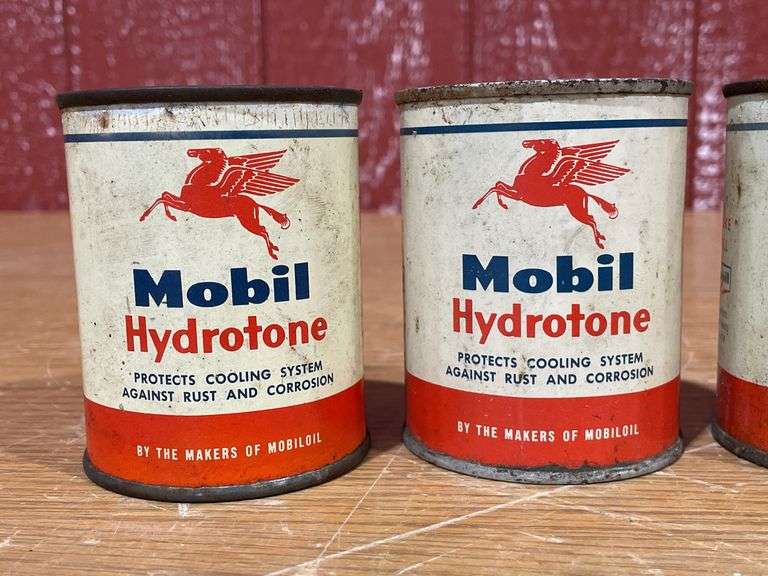 Mobil
Hydrotone
PROTECTS COOLING SYSTEM
AGAINST RUST AND CORROSION
BY THE MAKERS OF MOBILOIL
Mobil
Hydrotone
PROTECTS COOLING SYSTEM
AGAINST RUST AND CORROSION
BY THE MAKERS OF MOBILOIL